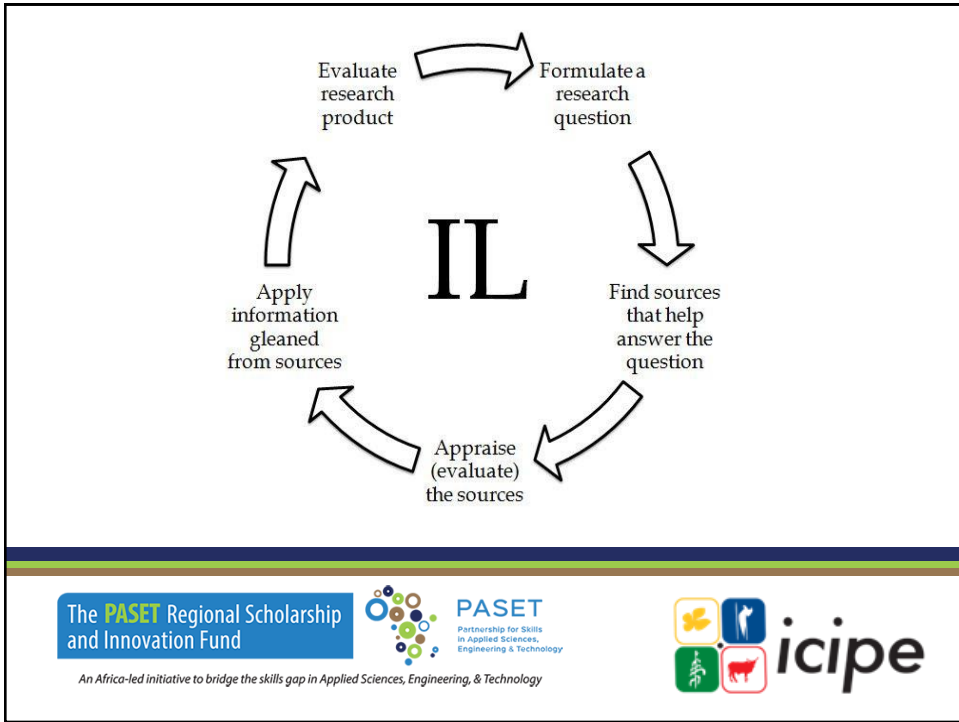 Evaluate
research
product
Formulate a
research
question
IL
Apply
information
gleaned
from sources
Find sources
that help
answer the
question
Appraise
(evaluate)
the sources
The PASET Regional Scholarship
and Innovation Fund
PASET
Partnership for Skills
in Applied Sciences,
Engineering & Technology
An Africa-led initiative to bridge the skills gap in Applied Sciences, Engineering, & Technology
icipe